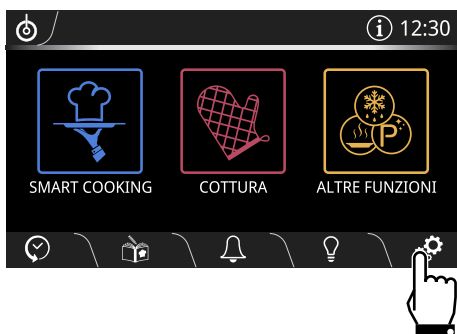 12:30
SMART COOKING
COTTURA
ALTRE FUNZIONI
P